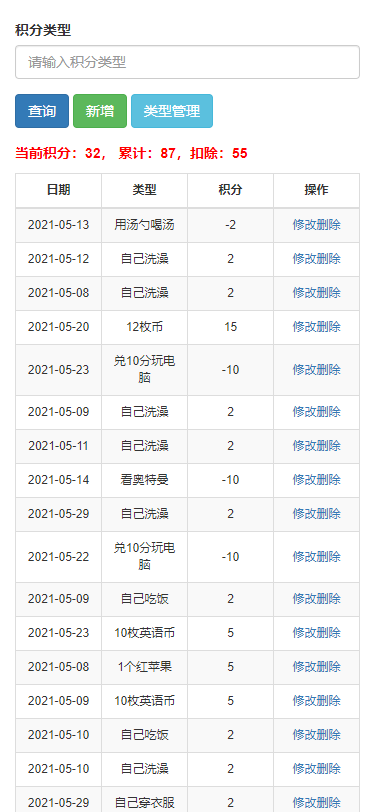 积分类型
请输入积分类型
查询 新增 类型管理
当前积分：32， 累计：87，扣除：55
日期 类型 积分 操作
2021-05-13 用汤勺喝汤 -2 修改删除
2021-05-12 自己洗澡 2 修改删除
2021-05-08 自己洗澡 2 修改删除
2021-05-20 12枚币 15 修改删除
2021-05-23 兑10分玩电
脑 -10 修改删除
2021-05-09 自己洗澡 2 修改删除
2021-05-11 自己洗澡 2 修改删除
2021-05-14 看奥特曼 -10 修改删除
2021-05-29 自己洗澡 2 修改删除
2021-05-22 兑10分玩电
脑 -10 修改删除
2021-05-09 自己吃饭 2 修改删除
2021-05-23 10枚英语币 5 修改删除
2021-05-08 1个红苹果 5 修改删除
2021-05-09 10枚英语币 5 修改删除
2021-05-10 自己吃饭 2 修改删除
2021-05-10 自己洗澡 2 修改删除
2021-05-29 自己穿衣服 2 修改删除